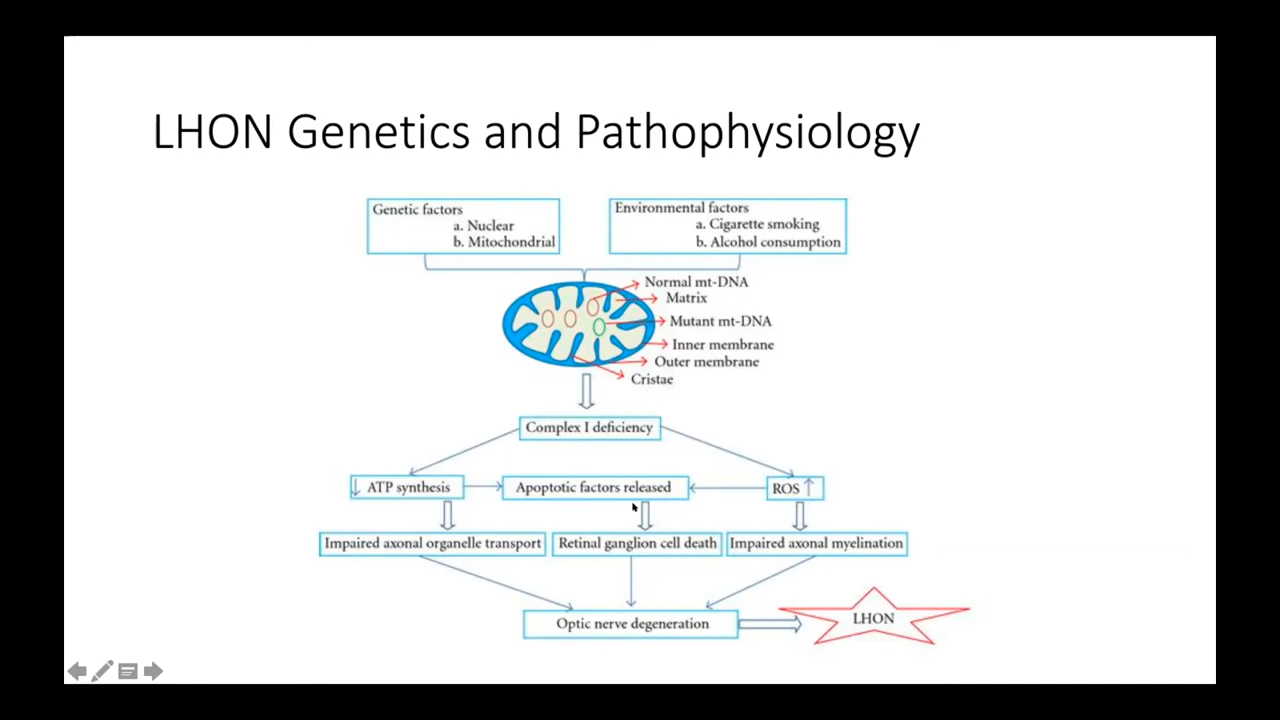 LHON Genetics and Pathophysiology
Genetic factors
a. Nuclear
b. Mitochondrial
Environmental factors
a. Cigarette smoking
b. Alcohol consumption
Normal mt-DNA
Matrix
Mutant mt-DNA
Inner membrane
Outer membrane
Cristae
Complex I deficiency
↓ ATP synthesis
Apoptotic factors released
ROS ↑
Impaired axonal organelle transport
Retinal ganglion cell death
Impaired axonal myelination
Optic nerve degeneration
LHON